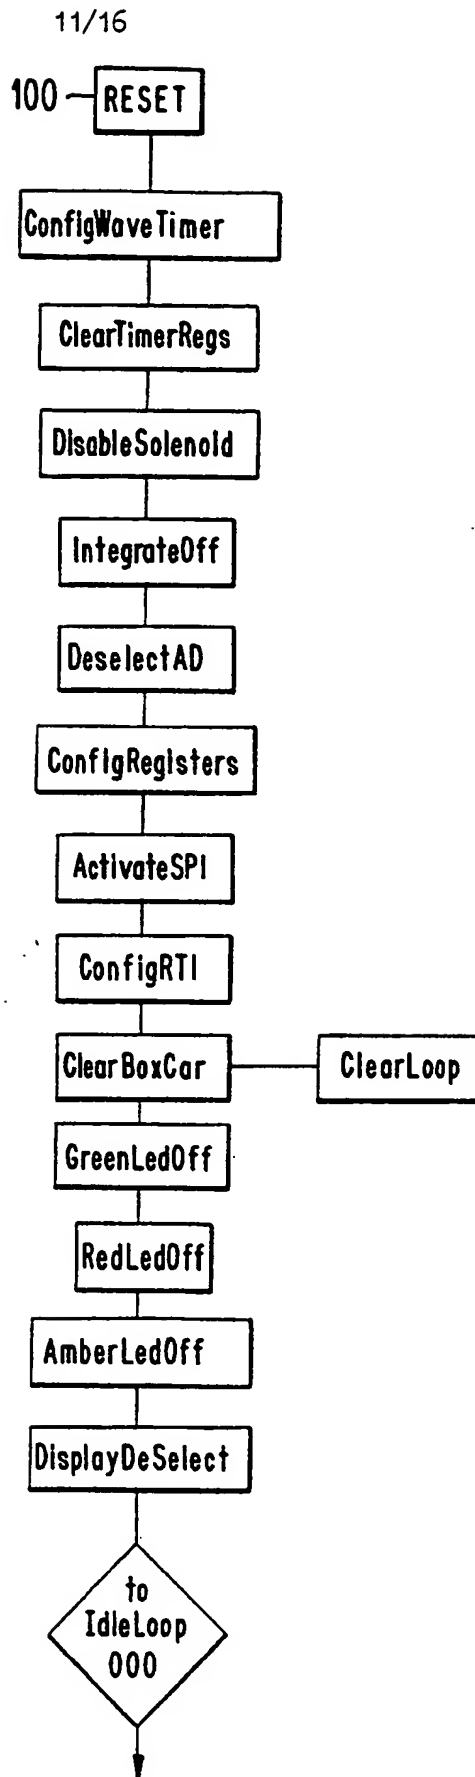 11/16
100 RESET
ConfigWaveTimer
ClearTimerRegs
DisableSolenoid
IntegrateOff
DeselectAD
ConfigRegisters
ActivateSPI
ConfigRTI
ClearBoxCar ClearLoop
GreenLedOff
RedLedOff
AmberLedOff
DisplayDeSelect
to
IdleLoop
000